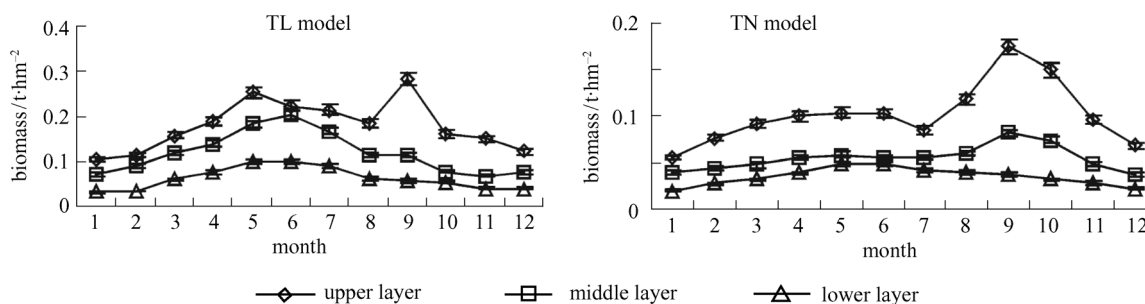 TL model
biomass/t·hm⁻²
0.4
0.3
0.2
0.1
0
1 2 3 4 5 6 7 8 9 10 11 12
month
TN model
biomass/t·hm⁻²
0.2
0.1
0
1 2 3 4 5 6 7 8 9 10 11 12
month
upper layer middle layer lower layer